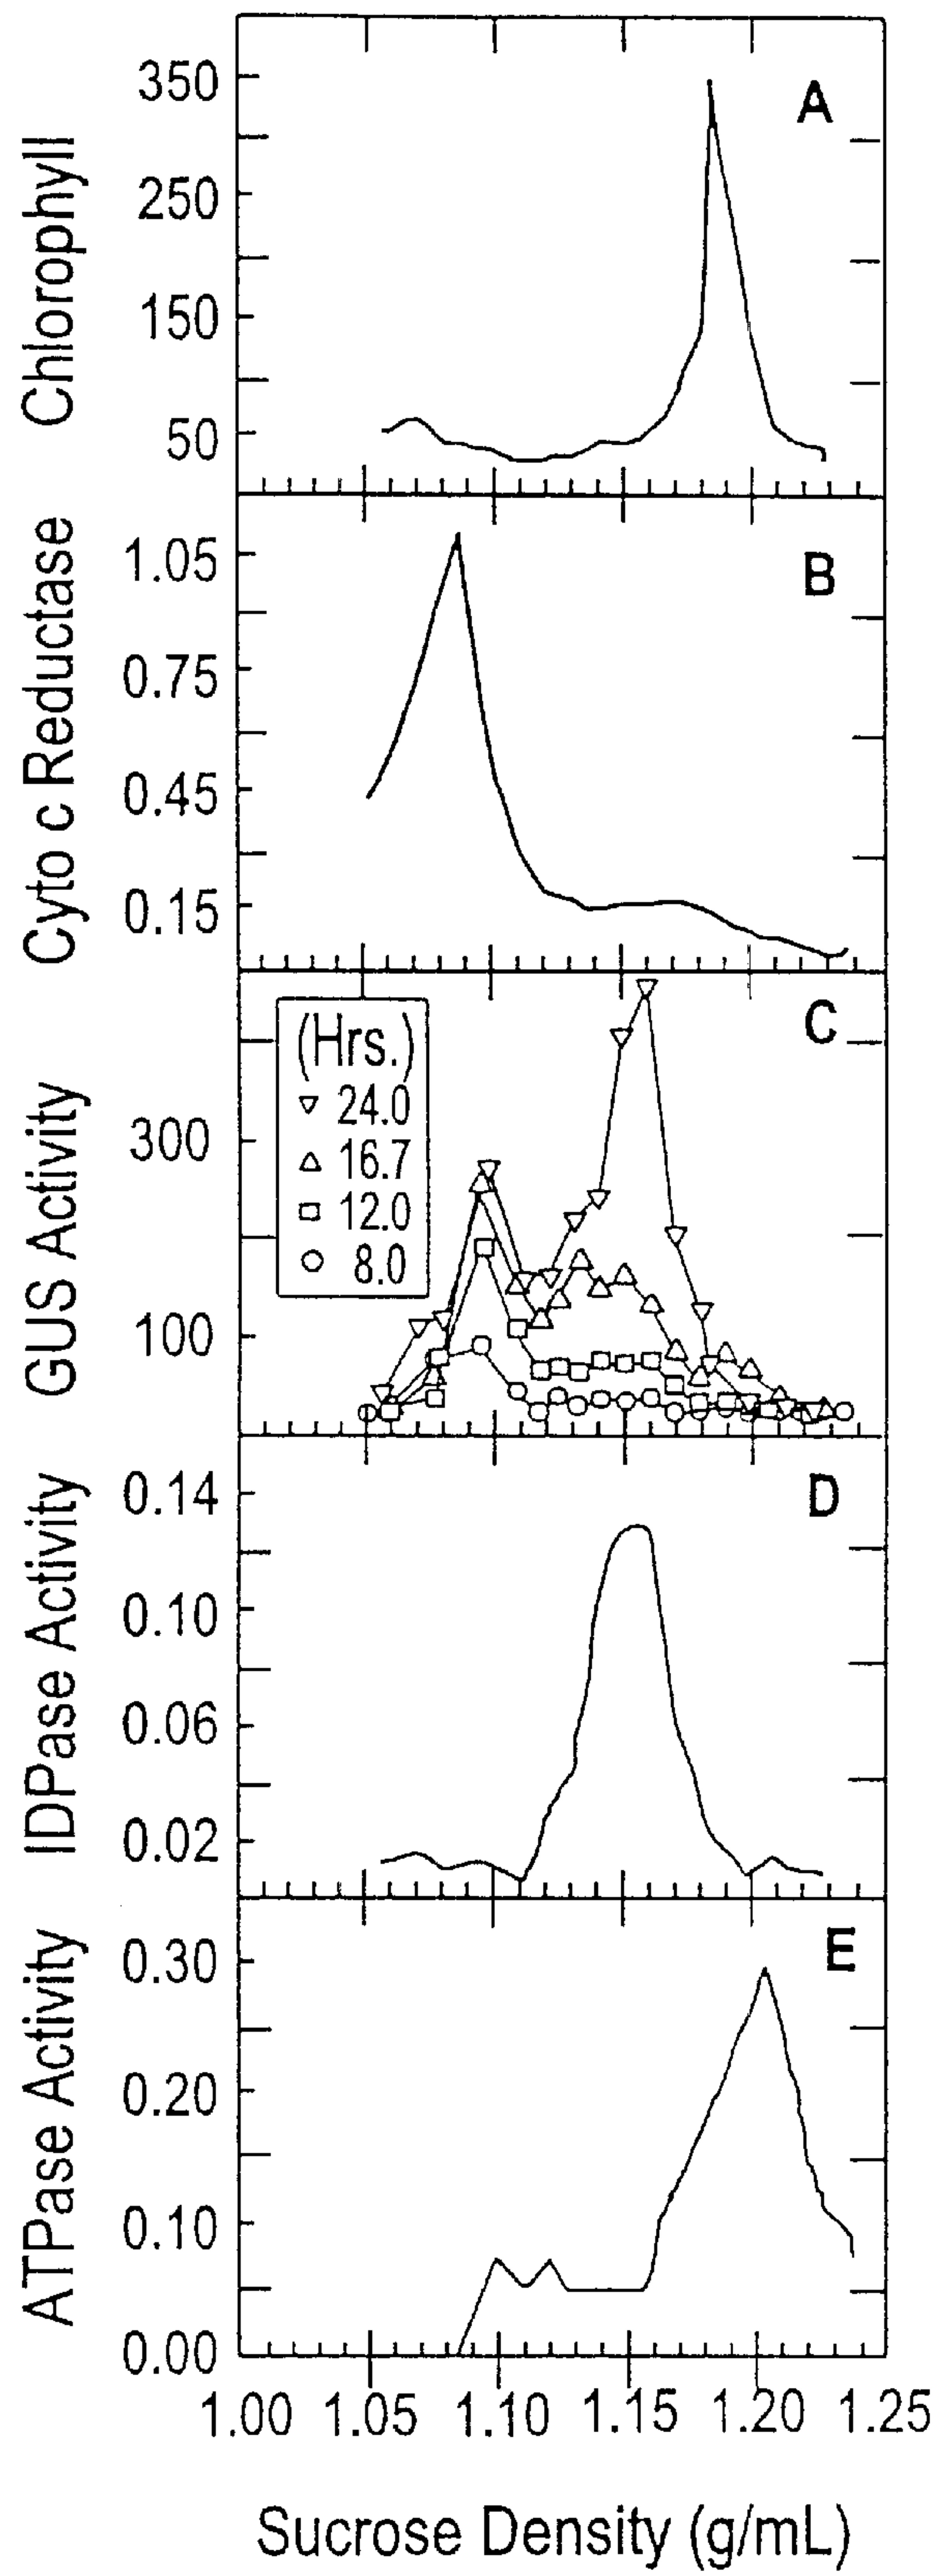 A
Chlorophyll
350
250
150
50
B
Cyto c Reductase
1.05
0.75
0.45
0.15
C
GUS Activity
300
100
(Hrs.)
24.0
16.7
12.0
8.0
D
IDPase Activity
0.14
0.10
0.06
0.02
E
ATPase Activity
0.30
0.20
0.10
0.00
1.00 1.05 1.10 1.15 1.20 1.25
Sucrose Density (g/mL)